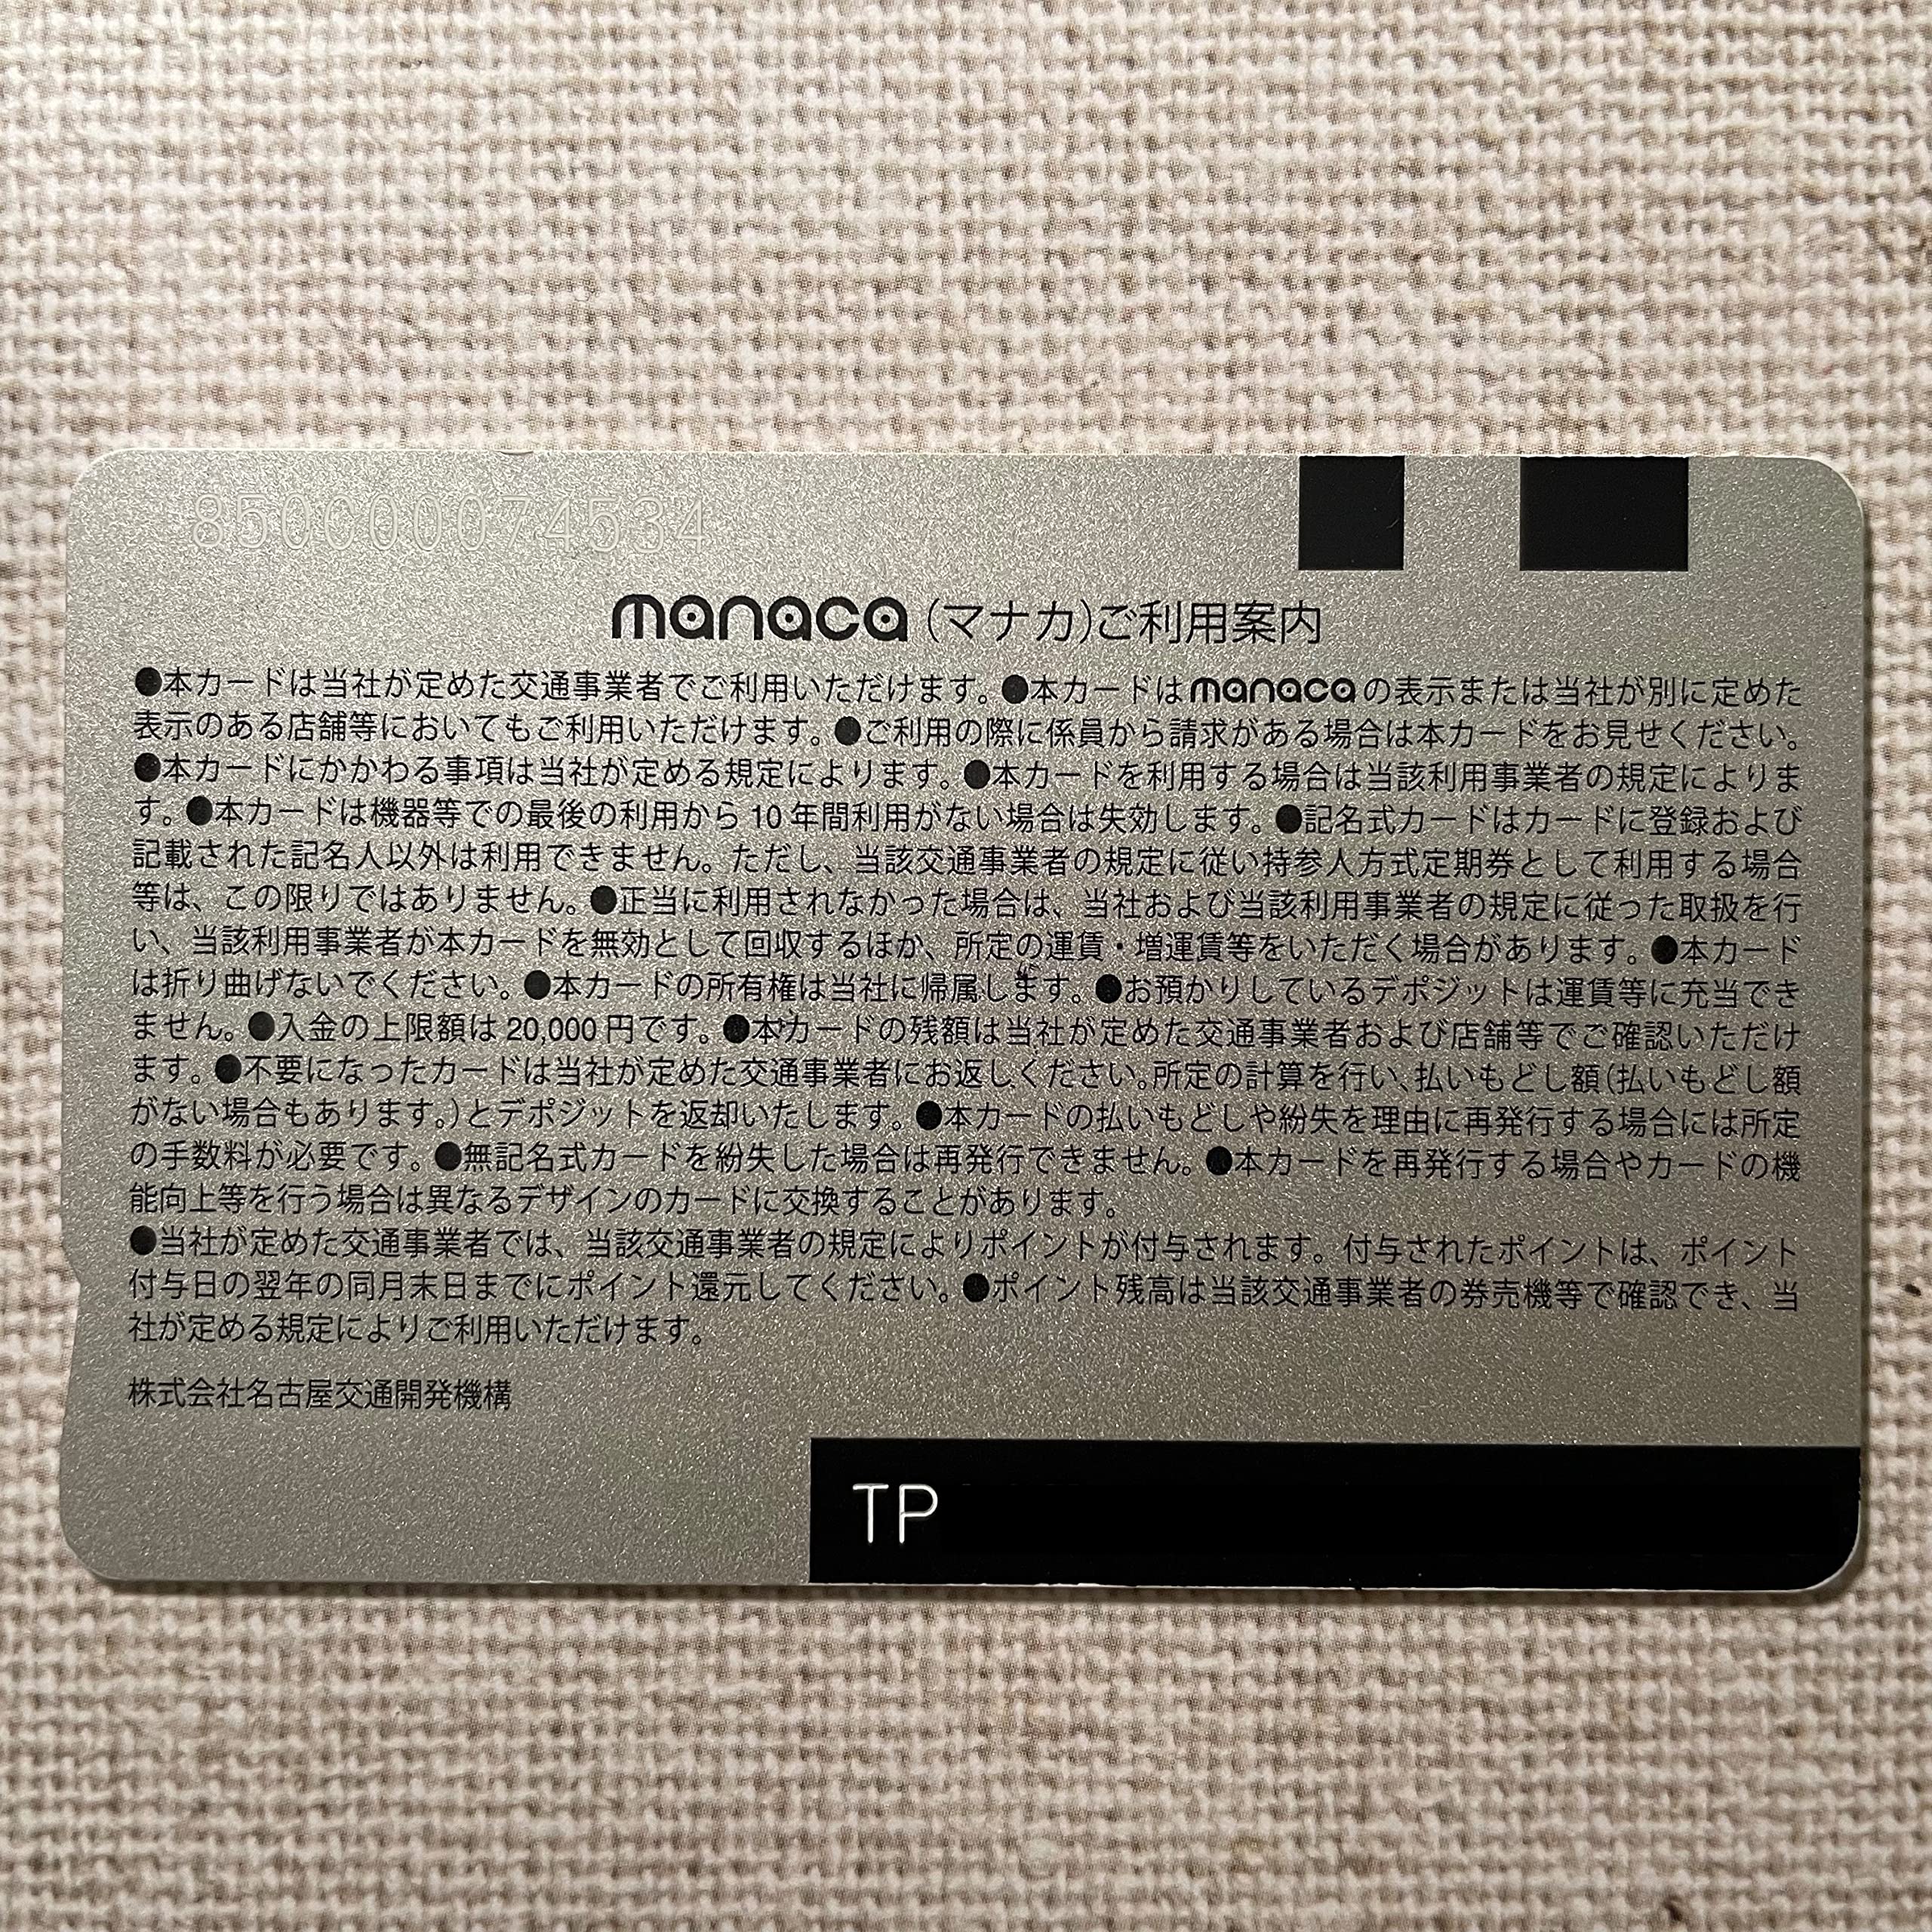 850C00074534
manaca（マナカ）ご利用案内
●本カードは当社が定めた交通事業者でご利用いただけます。●本カードはmanacaの表示または当社が別に定めた
表示のある店舗等においてもご利用いただけます。●ご利用の際に係員から請求がある場合は本カードをお見せください。
●本カードにかかわる事項は当社が定める規定によります。●本カードを利用する場合は当該利用事業者の規定によりま
す。●本カードは機器等での最後の利用から10年間利用がない場合は失効します。●記名式カードはカードに登録および
記載された記名人以外は利用できません。ただし、当該交通事業者の規定に従い持参人方式定期券として利用する場合
等は、この限りではありません。●正当に利用されなかった場合は、当社および当該利用事業者の規定に従った取扱を行
い、当該利用事業者が本カードを無効として回収するほか、所定の運賃・増運賃等をいただく場合があります。●本カード
は折り曲げないでください。●本カードの所有権は当社に帰属します。●お預かりしているデポジットは運賃等に充当でき
ません。●入金の上限額は20,000円です。●本カードの残額は当社が定めた交通事業者および店舗等でご確認いただけ
ます。●不要になったカードは当社が定めた交通事業者にお返しください。所定の計算を行い、払いもどし額（払いもどし額
がない場合もあります。）とデポジットを返却いたします。●本カードの払いもどしや紛失を理由に再発行する場合には所定
の手数料が必要です。●無記名式カードを紛失した場合は再発行できません。●本カードを再発行する場合やカードの機
能向上等を行う場合は異なるデザインのカードに交換することがあります。
●当社が定めた交通事業者では、当該交通事業者の規定によりポイントが付与されます。付与されたポイントは、ポイント
付与日の翌年の同月末日までにポイント還元してください。●ポイント残高は当該交通事業者の券売機等で確認でき、当
社が定める規定によりご利用いただけます。
株式会社名古屋交通開発機構
TP